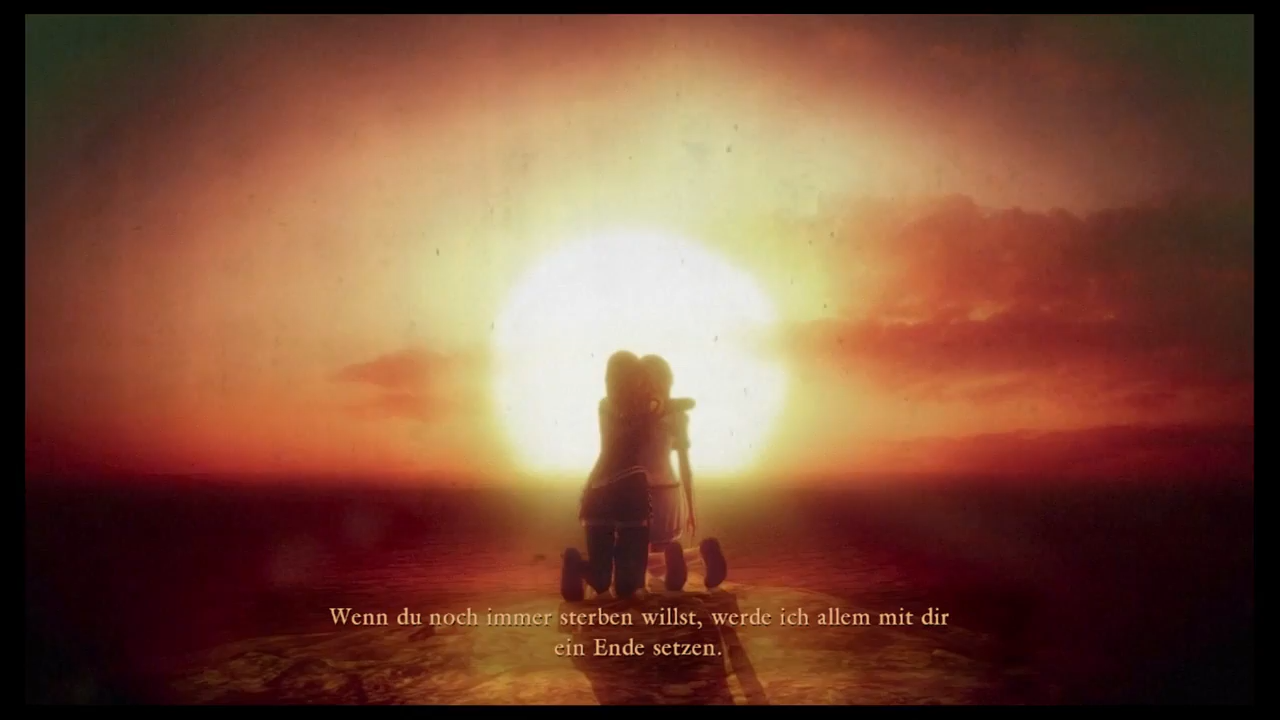 Wenn du noch immer sterben willst, werde ich allem mit dir
ein Ende setzen.